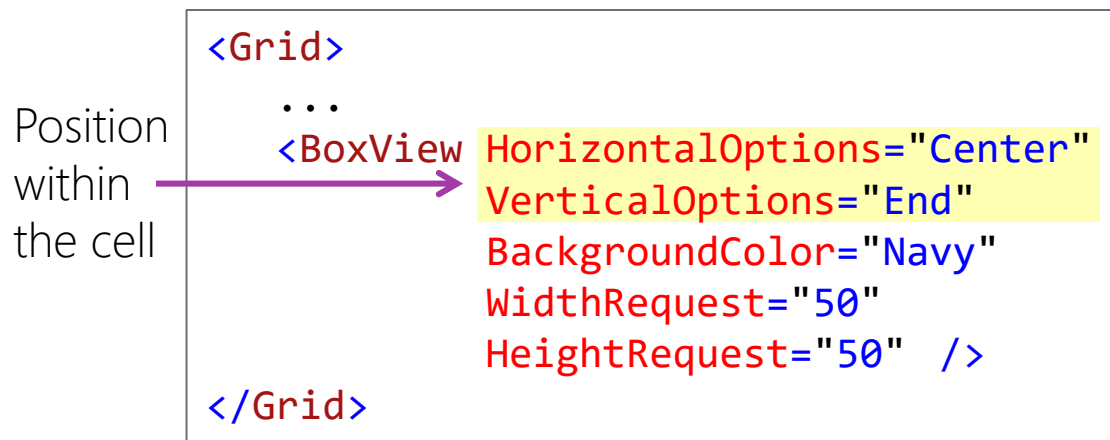 Position
within
the cell
<Grid>
...
<BoxView HorizontalOptions="Center"
VerticalOptions="End"
BackgroundColor="Navy"
WidthRequest="50"
HeightRequest="50" />
</Grid>